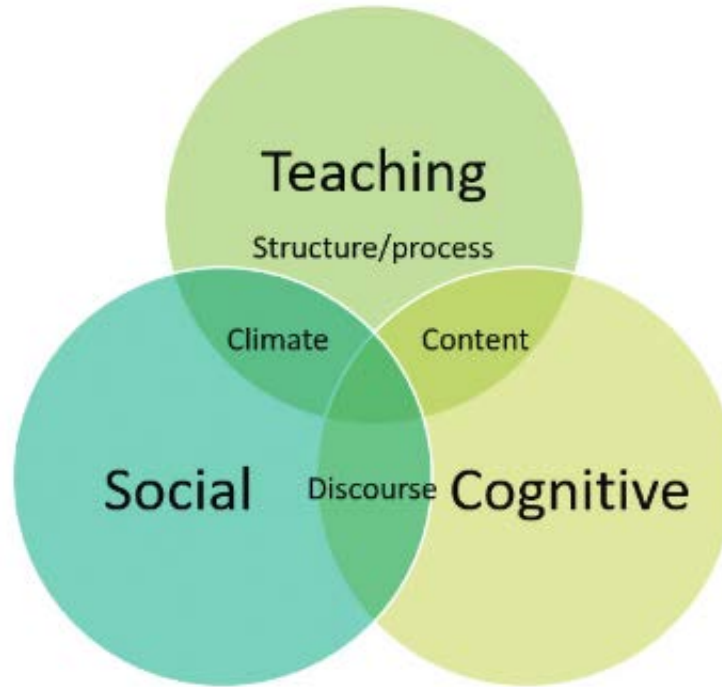 Teaching
Structure/process
Climate
Content
Social
Discourse
Cognitive